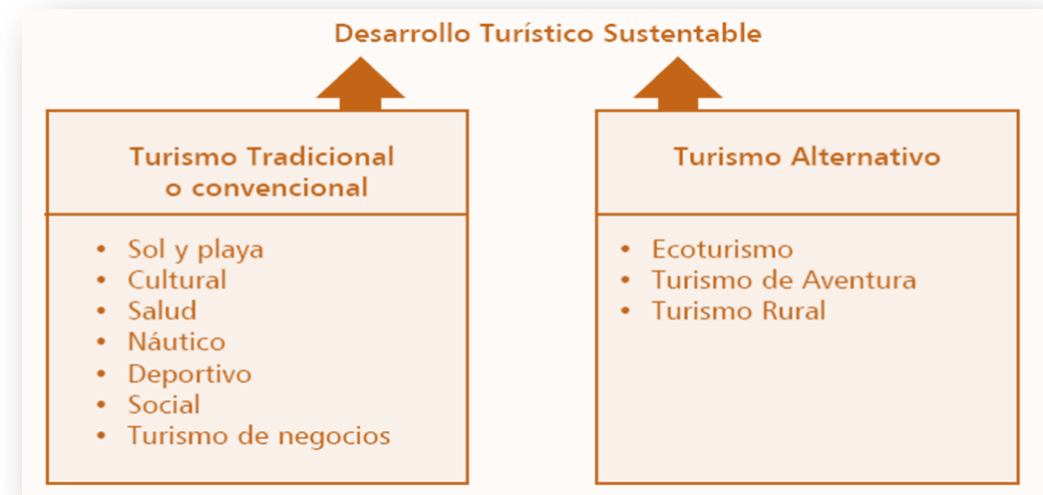 Desarrollo Turístico Sustentable
Turismo Tradicional
o convencional
• Sol y playa
• Cultural
• Salud
• Náutico
• Deportivo
• Social
• Turismo de negocios
Turismo Alternativo
• Ecoturismo
• Turismo de Aventura
• Turismo Rural